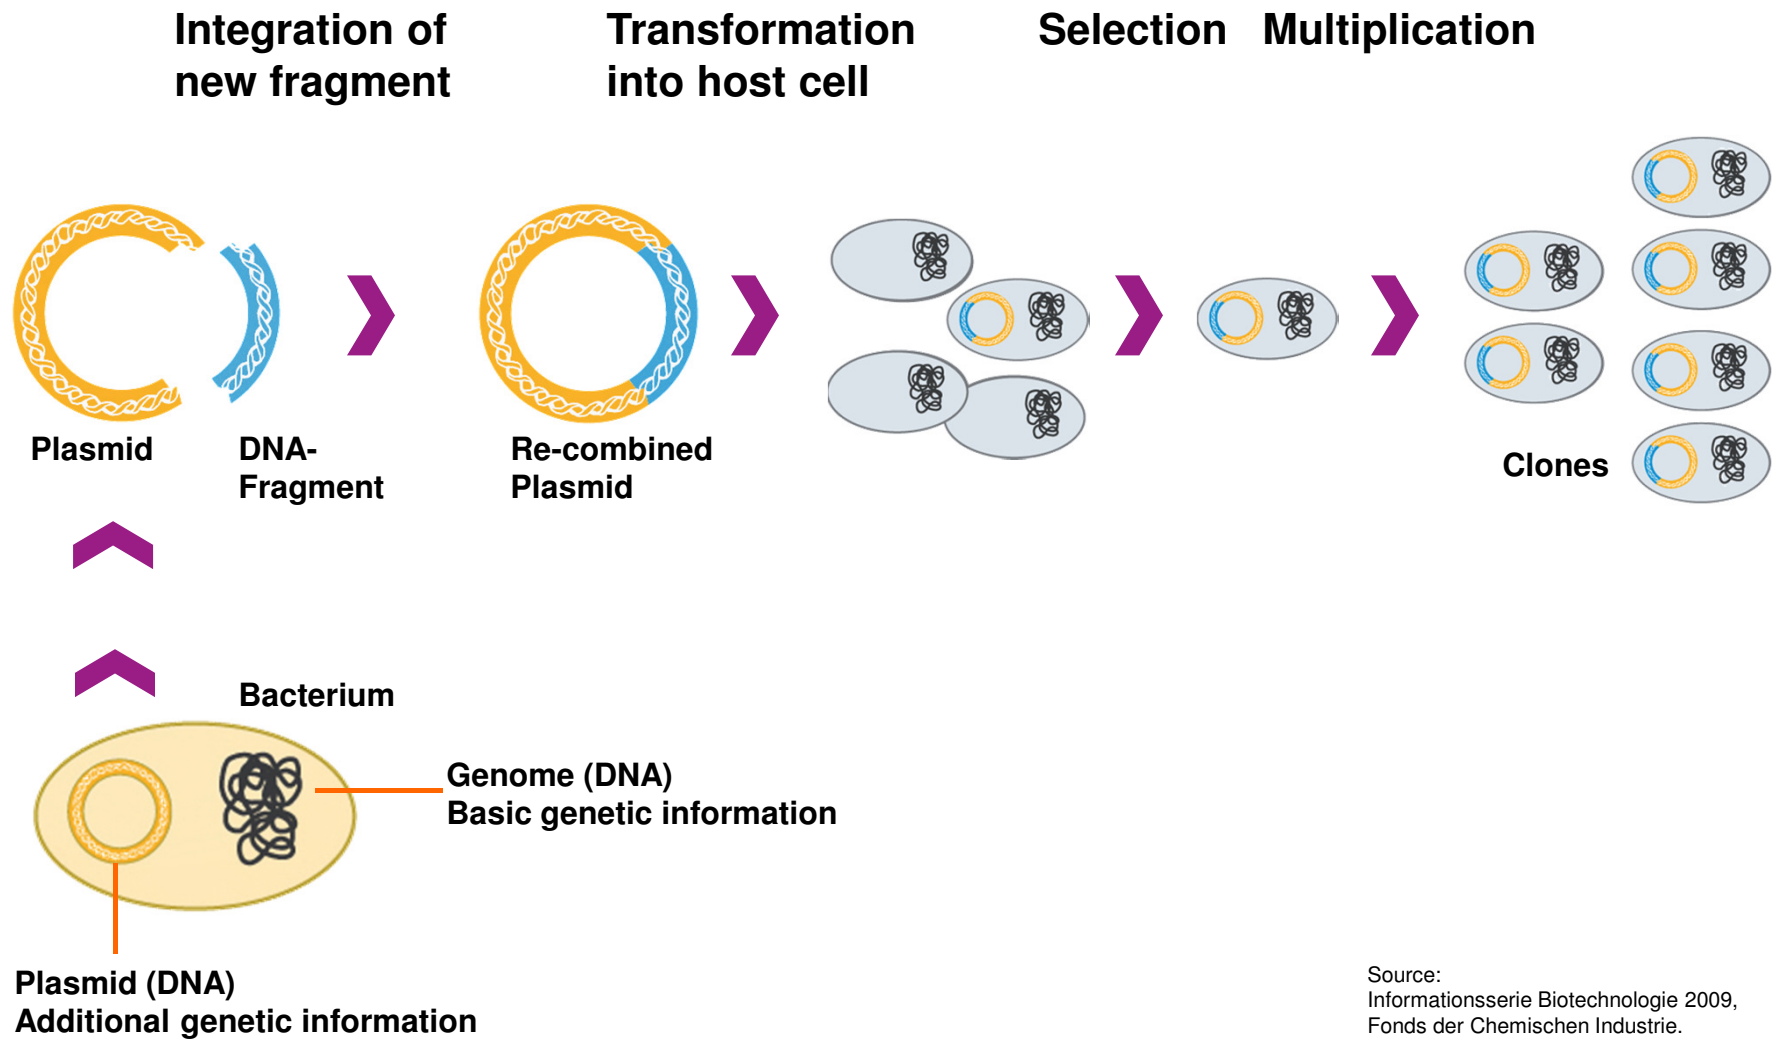 Integration of
new fragment
Transformation
into host cell
Selection
Multiplication
Plasmid
DNA-
Fragment
Re-combined
Plasmid
Clones
Bacterium
Genome (DNA)
Basic genetic information
Plasmid (DNA)
Additional genetic information
Source:
Informationsserie Biotechnologie 2009,
Fonds der Chemischen Industrie.